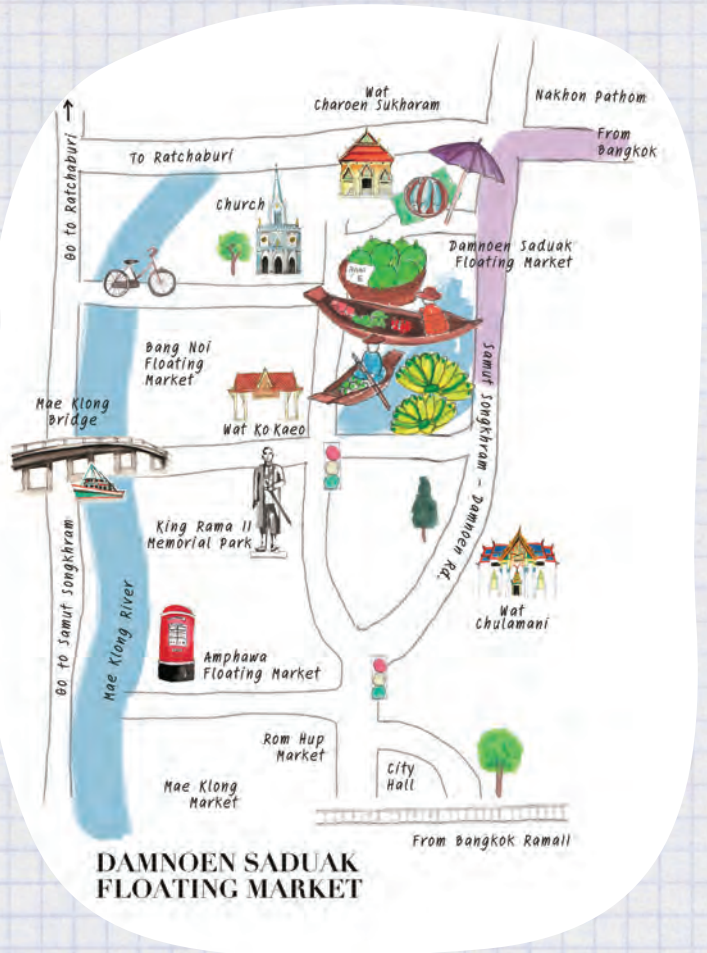 Wat
Charoen Sukharam
Nakhon Pathom
From
Bangkok
To Ratchaburi
Go to Ratchaburi
Church
Damnoen Saduak
Floating Market
Bang Noi
Floating
Market
Mae Klong
Bridge
Wat Ko Kaeo
Samut Songkhram - Damnoen Rd.
King Rama II
Memorial Park
Go to Samut Songkhram
Mae Klong River
Wat
Chulamani
Amphawa
Floating Market
Rom Hup
Market
City
Hall
Mae Klong
Market
From Bangkok RamaII
DAMNOEN SADUAK
FLOATING MARKET